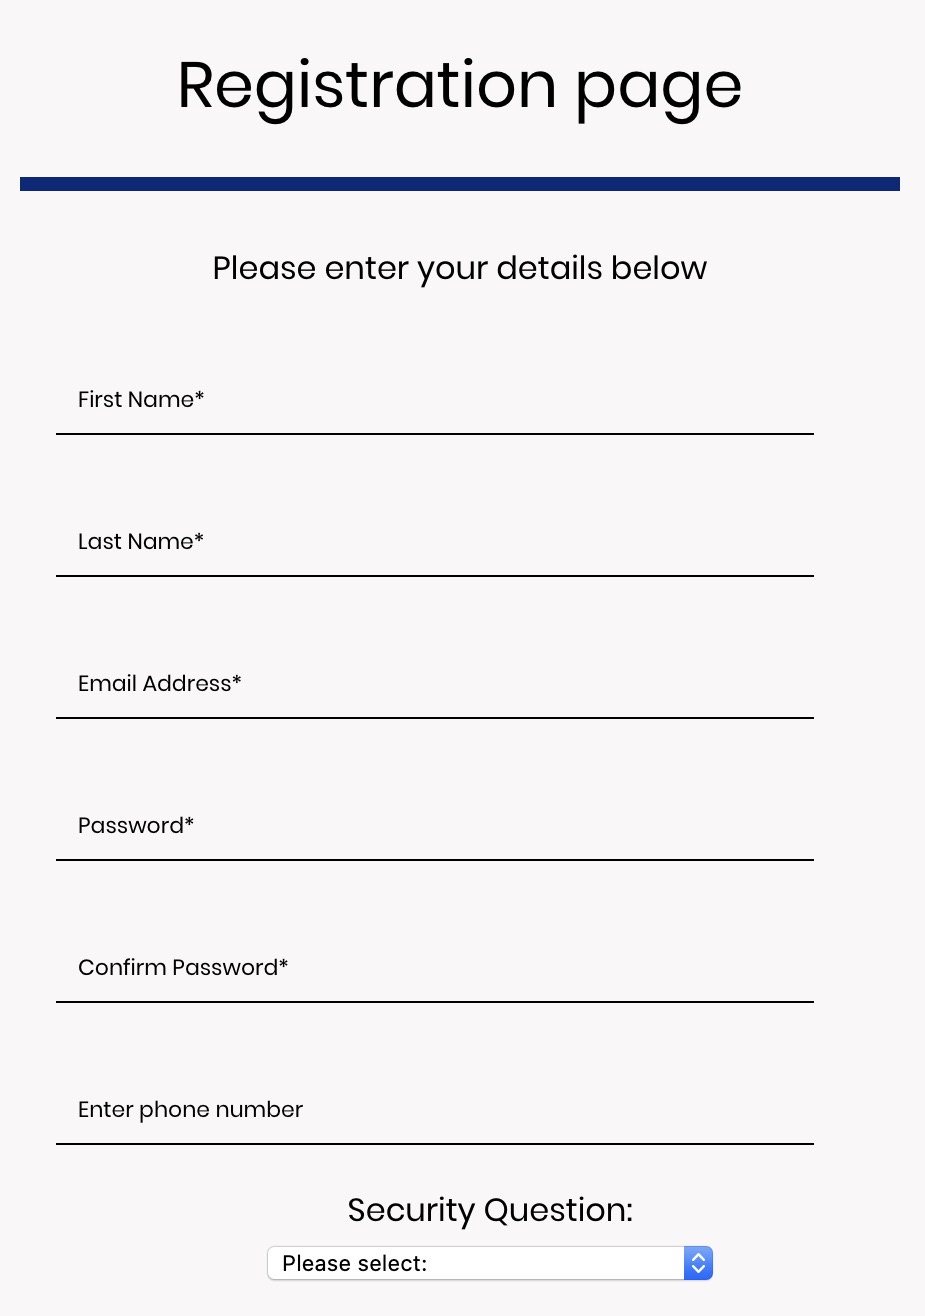 Registration page
Please enter your details below
First Name*
Last Name*
Email Address*
Password*
Confirm Password*
Enter phone number
Security Question:
Please select: